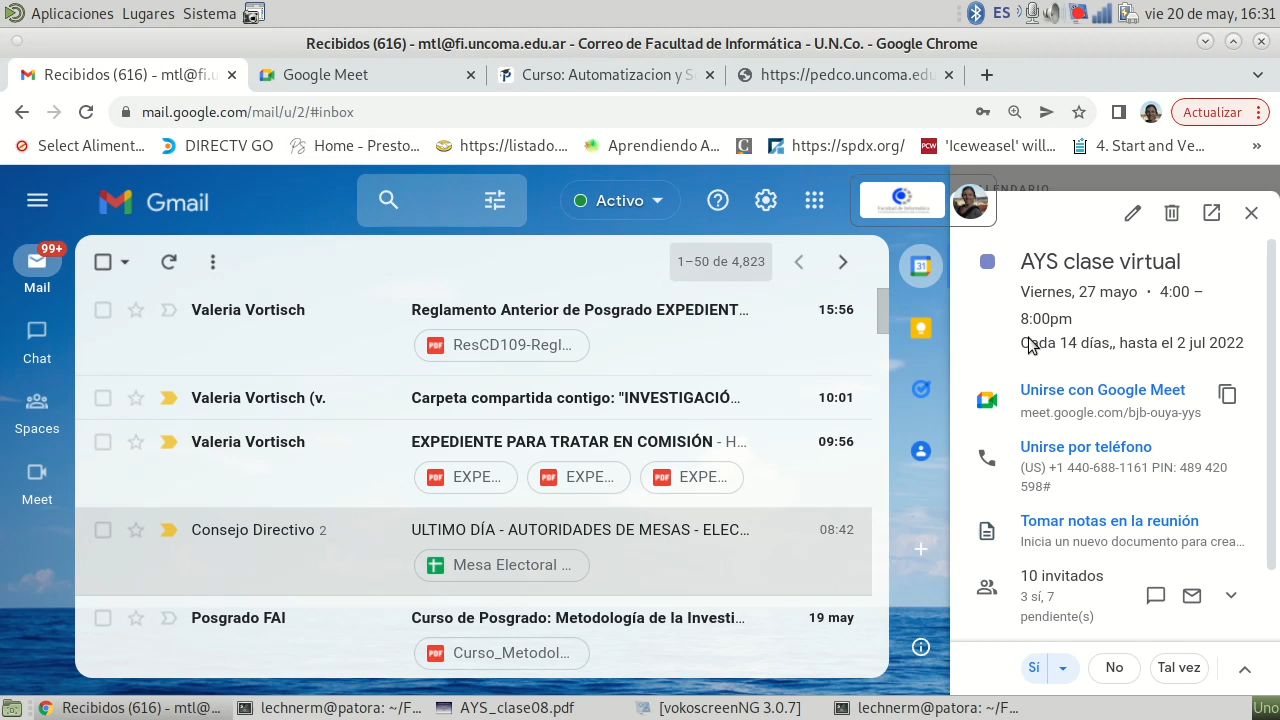 Aplicaciones Lugares Sistema
ES
vie 20 de may, 16:31
Recibidos (616) - mtl@fi.uncoma.edu.ar - Correo de Facultad de Informática - U.N.Co. - Google Chrome
Recibidos (616) - mtl@fi.u
Google Meet
Curso: Automatizacion y S
https://pedco.uncoma.edu
mail.google.com/mail/u/2/#inbox
Actualizar
Select Aliment...
DIRECTV GO
Home - Presto...
https://listado....
Aprendiendo A...
https://spdx.org/
'Iceweasel' will...
4. Start and Ve...
»
Gmail
Activo
Facultad de Informática
99+
Mail
Chat
Spaces
Meet
1–50 de 4,823
Valeria Vortisch
Reglamento Anterior de Posgrado EXPEDIENT...
15:56
ResCD109-Regl...
Valeria Vortisch (v.
Carpeta compartida contigo: "INVESTIGACIÓ...
10:01
Valeria Vortisch
EXPEDIENTE PARA TRATAR EN COMISIÓN - H...
09:56
EXPE...
EXPE...
EXPE...
Consejo Directivo 2
ULTIMO DÍA - AUTORIDADES DE MESAS - ELEC...
08:42
Mesa Electoral ...
Posgrado FAI
Curso de Posgrado: Metodología de la Investi...
19 may
Curso_Metodol...
AYS clase virtual
Viernes, 27 mayo · 4:00 –
8:00pm
Cada 14 días,, hasta el 2 jul 2022
Unirse con Google Meet
meet.google.com/bjb-ouya-yys
Unirse por teléfono
(US) +1 440-688-1161 PIN: 489 420
598#
Tomar notas en la reunión
Inicia un nuevo documento para crea...
10 invitados
3 sí, 7
pendiente(s)
Sí
No
Tal vez
Recibidos (616) - mtl@...
lechnerm@patora: ~/F...
AYS_clase08.pdf
[vokoscreenNG 3.0.7]
lechnerm@patora: ~/F...
Uno